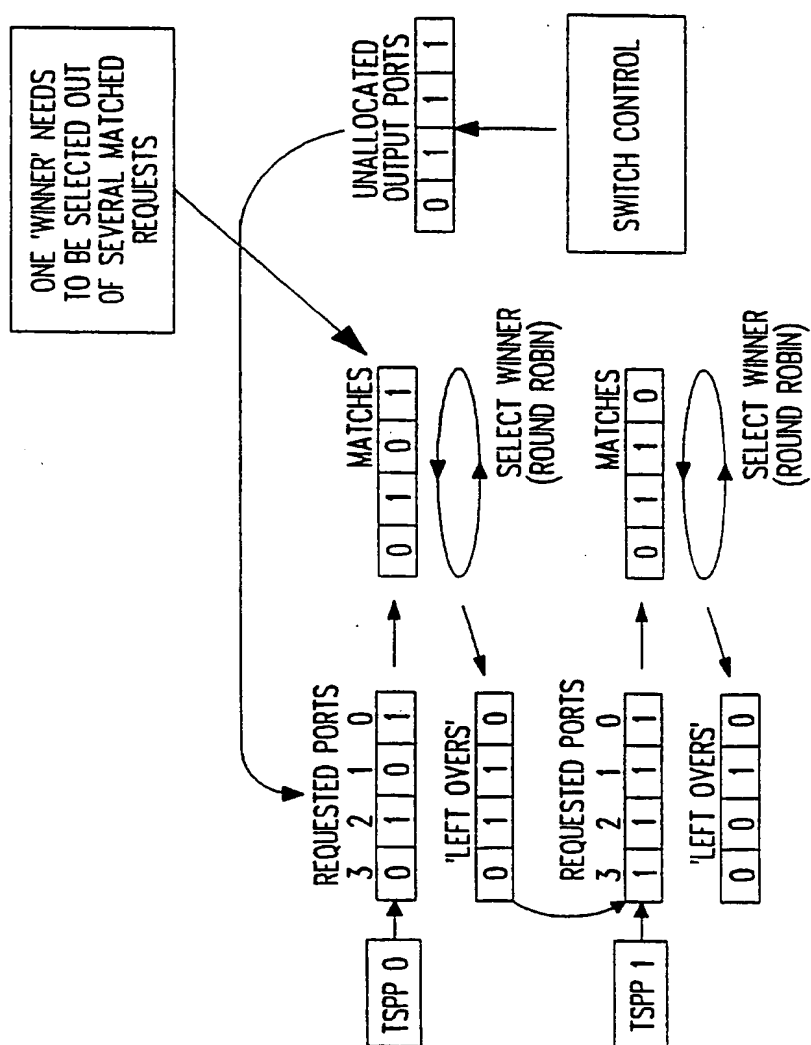 ONE 'WINNER' NEEDS
TO BE SELECTED OUT
OF SEVERAL MATCHED
REQUESTS
UNALLOCATED
OUTPUT PORTS
0 1 1 1
SWITCH CONTROL
TSPP 0
REQUESTED PORTS
3 2 1 0
0 1 0 1
MATCHES
0 1 0 1
'LEFT OVERS'
0 1 1 0
SELECT WINNER
(ROUND ROBIN)
TSPP 1
REQUESTED PORTS
3 2 1 0
1 1 1 1
MATCHES
0 1 1 0
'LEFT OVERS'
0 0 1 0
SELECT WINNER
(ROUND ROBIN)